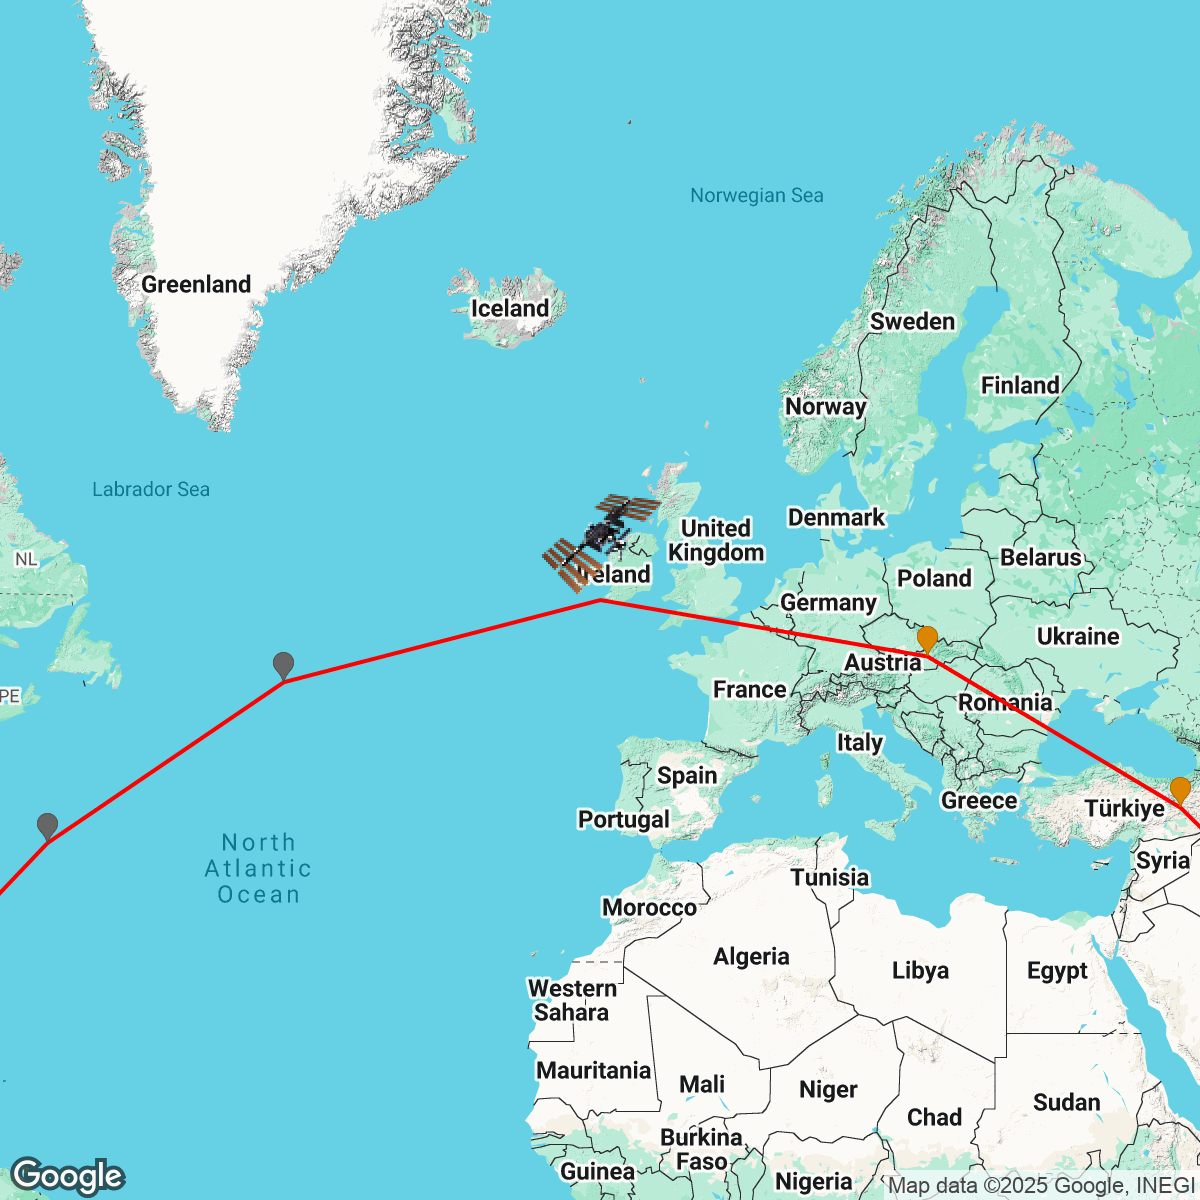 Norwegian Sea
Greenland
Iceland
Sweden
Finland
Norway
Labrador Sea
NL
Denmark
United
Kingdom
Belarus
Ireland
Poland
Germany
Ukraine
Austria
France
PE
Romania
Italy
Spain
Portugal
Greece
Türkiye
North
Atlantic
Ocean
Syria
Tunisia
Morocco
Algeria
Libya
Egypt
Western
Sahara
Mauritania
Mali
Niger
Chad
Sudan
Burkina
Faso
Guinea
Nigeria
Google
Map data ©2025 Google, INEGI